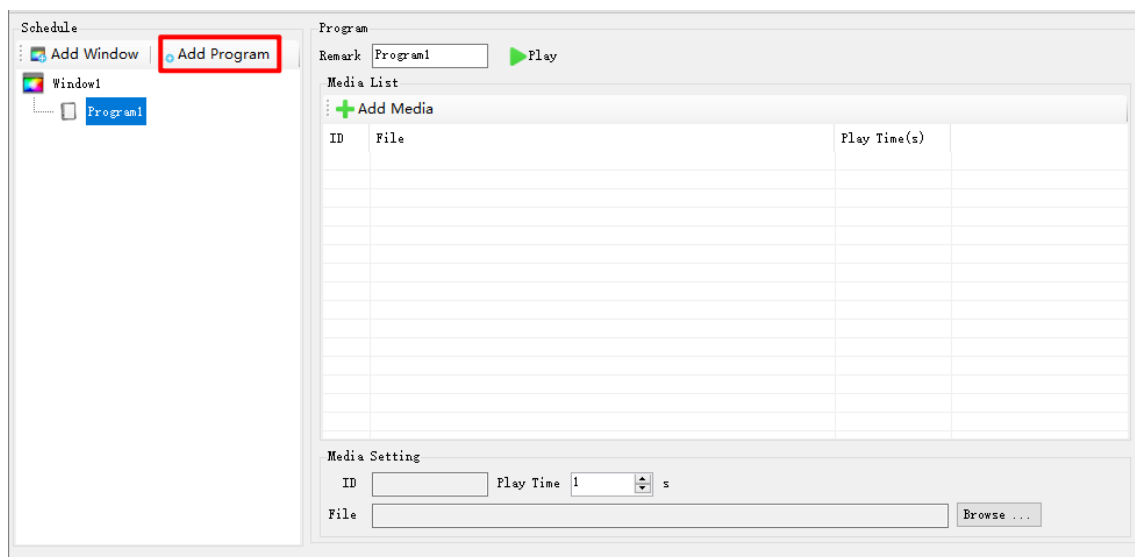 Schedule
Add Window
Add Program
Window1
Program1
Program
Remark Program1 Play
Media List
Add Media
ID File Play Time(s)
Media Setting
ID Play Time 1 s
File Browse ...